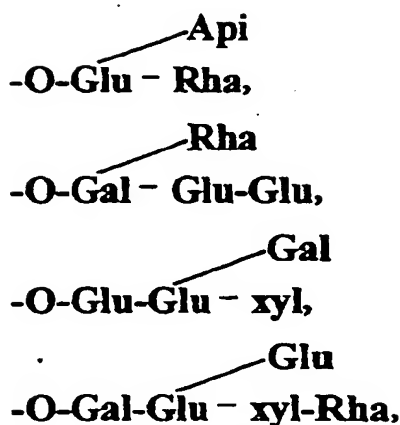 Api
-O-Glu - Rha,
Rha
-O-Gal - Glu-Glu,
Gal
-O-Glu-Glu - xyl,
Glu
-O-Gal-Glu - xyl-Rha,